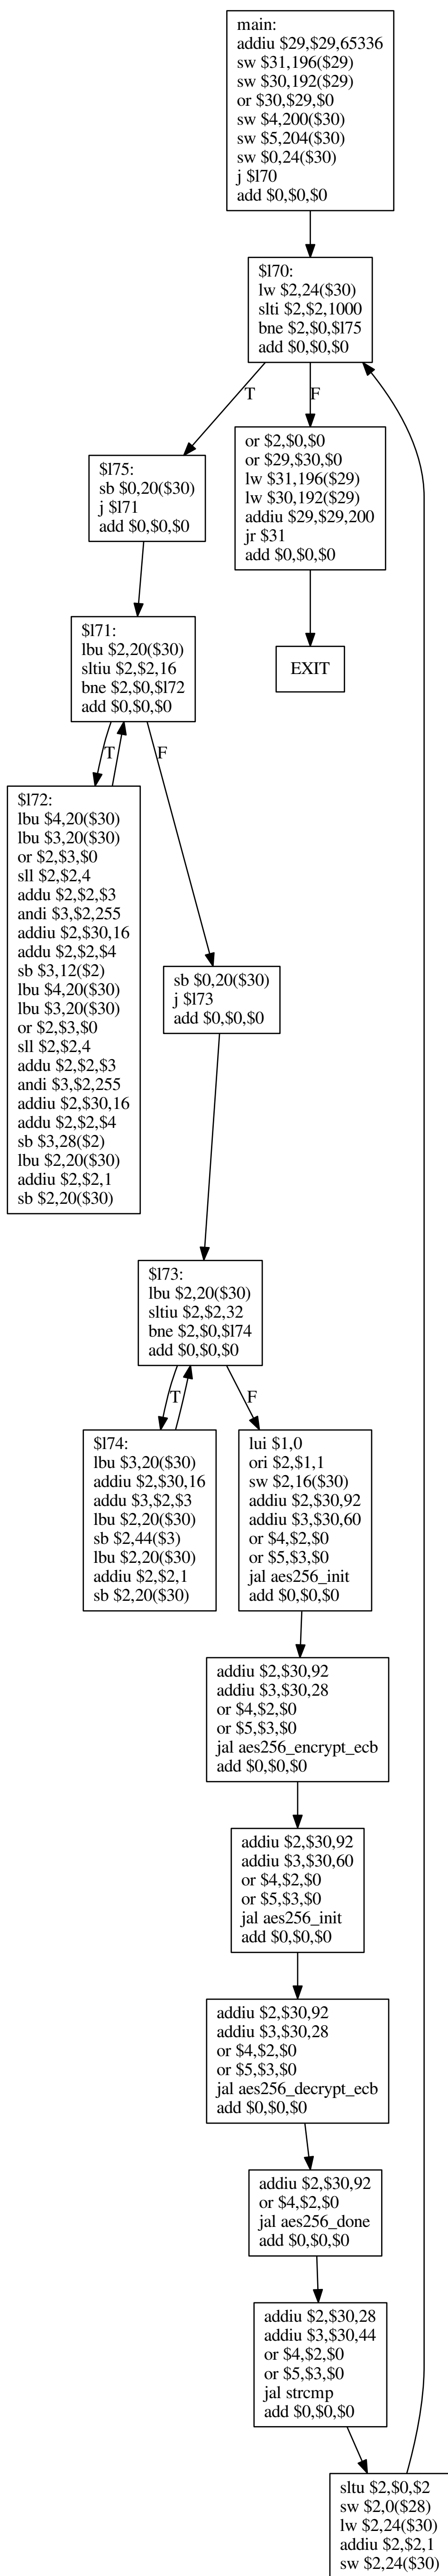 main:
addiu $29,$29,65336
sw $31,196($29)
sw $30,192($29)
or $30,$29,$0
sw $4,200($30)
sw $5,204($30)
sw $0,24($30)
j $l70
add $0,$0,$0
$l70:
lw $2,24($30)
slti $2,$2,1000
bne $2,$0,$l75
add $0,$0,$0
T
F
$l75:
sb $0,20($30)
j $l71
add $0,$0,$0
or $2,$0,$0
or $29,$30,$0
lw $31,196($29)
lw $30,192($29)
addiu $29,$29,200
jr $31
add $0,$0,$0
EXIT
$l71:
lbu $2,20($30)
sltiu $2,$2,16
bne $2,$0,$l72
add $0,$0,$0
T
F
$l72:
lbu $4,20($30)
lbu $3,20($30)
or $2,$3,$0
sll $2,$2,4
addu $2,$2,$3
andi $3,$2,255
addiu $2,$30,16
addu $2,$2,$4
sb $3,12($2)
lbu $4,20($30)
lbu $3,20($30)
or $2,$3,$0
sll $2,$2,4
addu $2,$2,$3
andi $3,$2,255
addiu $2,$30,16
addu $2,$2,$4
sb $3,28($2)
lbu $2,20($30)
addiu $2,$2,1
sb $2,20($30)
sb $0,20($30)
j $l73
add $0,$0,$0
$l73:
lbu $2,20($30)
sltiu $2,$2,32
bne $2,$0,$l74
add $0,$0,$0
T
F
$l74:
lbu $3,20($30)
addiu $2,$30,16
addu $3,$2,$3
lbu $2,20($30)
sb $2,44($3)
lbu $2,20($30)
addiu $2,$2,1
sb $2,20($30)
lui $1,0
ori $2,$1,1
sw $2,16($30)
addiu $2,$30,92
addiu $3,$30,60
or $4,$2,$0
or $5,$3,$0
jal aes256_init
add $0,$0,$0
addiu $2,$30,92
addiu $3,$30,28
or $4,$2,$0
or $5,$3,$0
jal aes256_encrypt_ecb
add $0,$0,$0
addiu $2,$30,92
addiu $3,$30,60
or $4,$2,$0
or $5,$3,$0
jal aes256_init
add $0,$0,$0
addiu $2,$30,92
addiu $3,$30,28
or $4,$2,$0
or $5,$3,$0
jal aes256_decrypt_ecb
add $0,$0,$0
addiu $2,$30,92
or $4,$2,$0
jal aes256_done
add $0,$0,$0
addiu $2,$30,28
addiu $3,$30,44
or $4,$2,$0
or $5,$3,$0
jal strcmp
add $0,$0,$0
sltu $2,$0,$2
sw $2,0($28)
lw $2,24($30)
addiu $2,$2,1
sw $2,24($30)